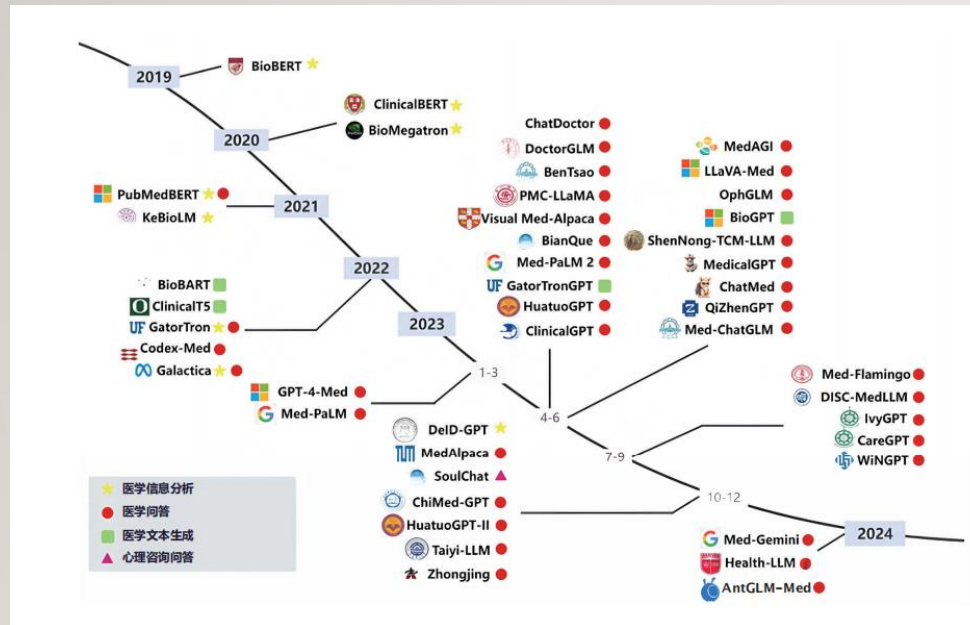 2019
BioBERT
2020
ClinicalBERT
BioMegatron
2021
PubMedBERT
KeBioLM
2022
BioBART
ClinicalT5
UF GatorTron
Codex-Med
Galactica
2023
1-3
GPT-4-Med
Med-PaLM
4-6
ChatDoctor
DoctorGLM
BenTsao
PMC-LLaMA
Visual Med-Alpaca
BianQue
Med-PaLM 2
UF GatorTronGPT
HuatuoGPT
ClinicalGPT
MedAGI
LLaVA-Med
OphGLM
BioGPT
ShenNong-TCM-LLM
MedicalGPT
ChatMed
QiZhenGPT
Med-ChatGLM
7-9
Med-Flamingo
DISC-MedLLM
IvyGPT
CareGPT
WiNGPT
10-12
DeID-GPT
MedAlpaca
SoulChat
ChiMed-GPT
HuatuoGPT-II
Taiyi-LLM
Zhongjing
2024
Med-Gemini
Health-LLM
AntGLM-Med
医学信息分析
医学问答
医学文本生成
心理咨询问答